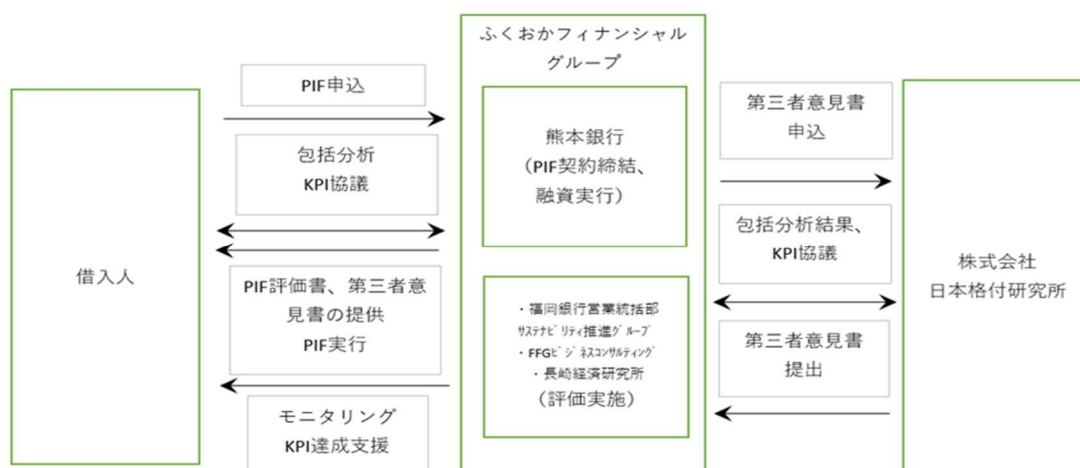 借入人
PIF申込
包括分析
KPI協議
PIF評価書、第三者意
見書の提供
PIF実行
モニタリング
KPI達成支援
ふくおかフィナンシャル
グループ
熊本銀行
(PIF契約締結、
融資実行)
・福岡銀行営業統括部
サステナビリティ推進グループ
・FFGビジネスコンサルティング
・長崎経済研究所
(評価実施)
第三者意見書
申込
包括分析結果、
KPI協議
第三者意見書
提出
株式会社
日本格付研究所